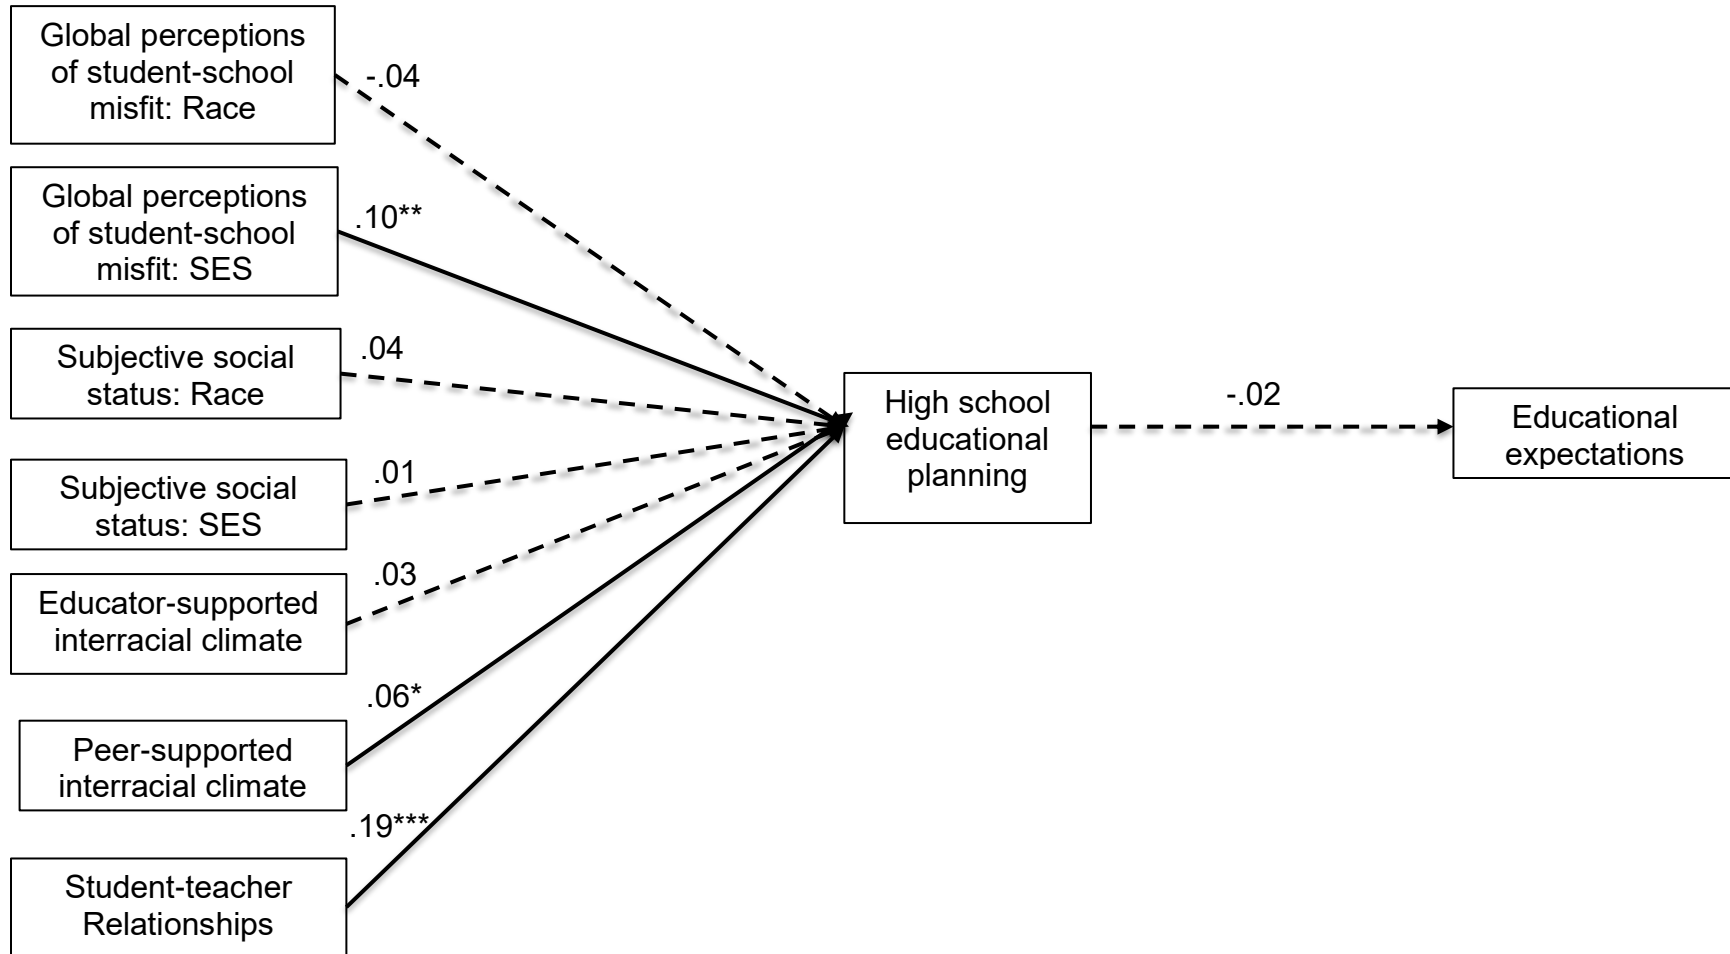 Global perceptions
of student-school
misfit: Race
-.04
Global perceptions
of student-school
misfit: SES
.10**
Subjective social
status: Race
.04
Subjective social
status: SES
.01
Educator-supported
interracial climate
.03
Peer-supported
interracial climate
.06*
Student-teacher
Relationships
.19***
High school
educational
planning
-.02
Educational
expectations